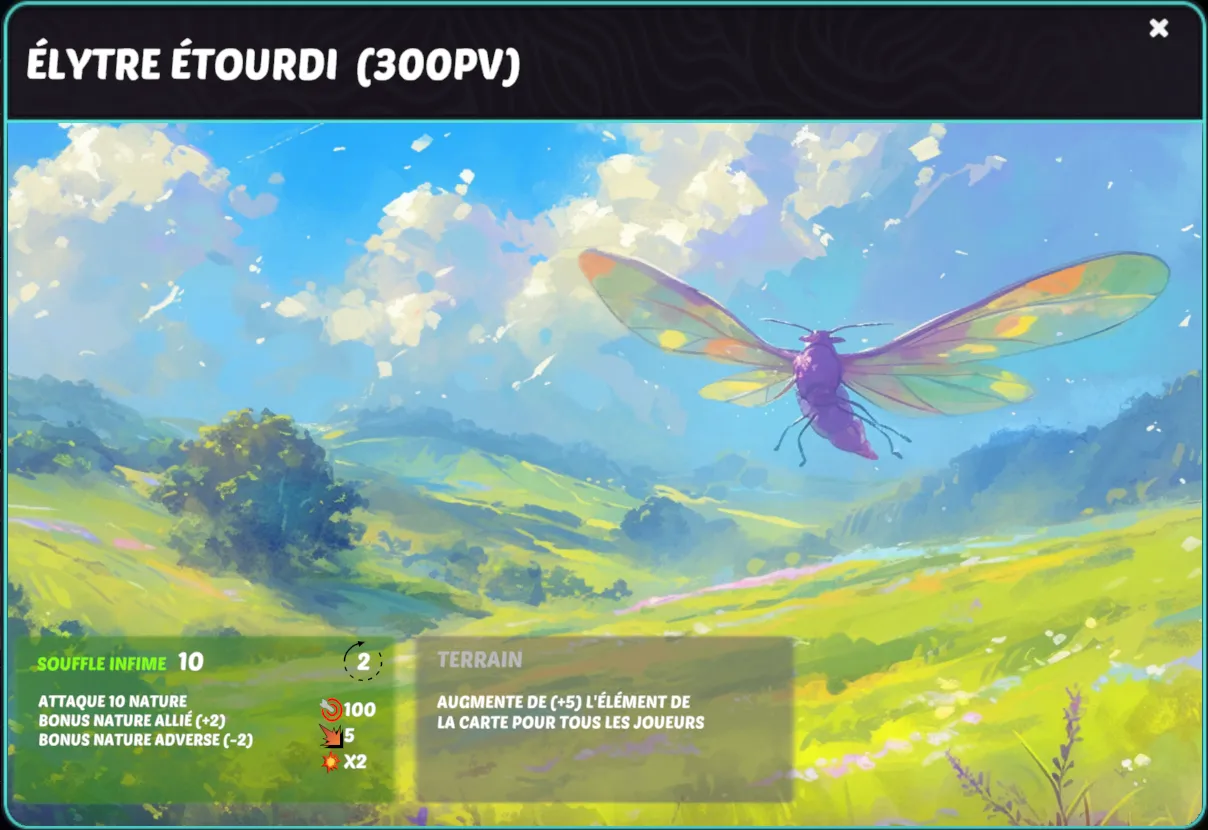 ÉLYTRE ÉTOURDI (300PV)
SOUFFLE INFIME 10
2
ATTAQUE 10 NATURE
BONUS NATURE ALLIÉ (+2)
BONUS NATURE ADVERSE (-2)
100
5
X2
TERRAIN
AUGMENTE DE (+5) L'ÉLÉMENT DE
LA CARTE POUR TOUS LES JOUEURS